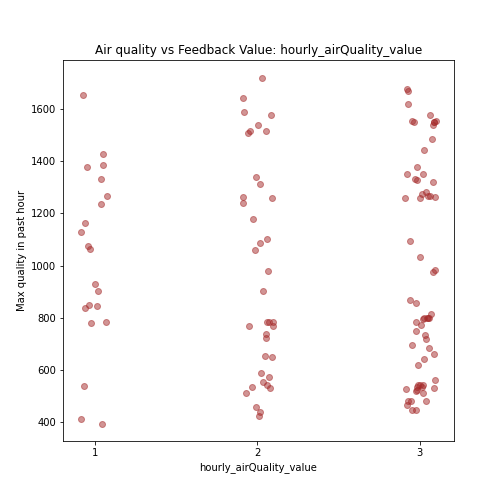 Air quality vs Feedback Value: hourly_airQuality_value
Max quality in past hour
1600
1400
1200
1000
800
600
400
1 2 3
hourly_airQuality_value